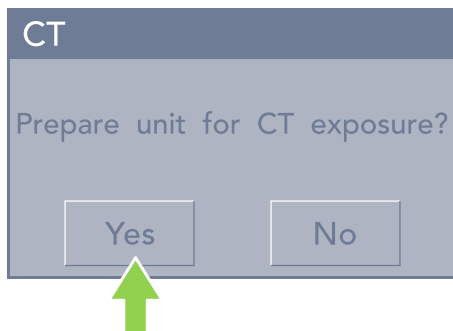 CT
Prepare unit for CT exposure?
Yes No